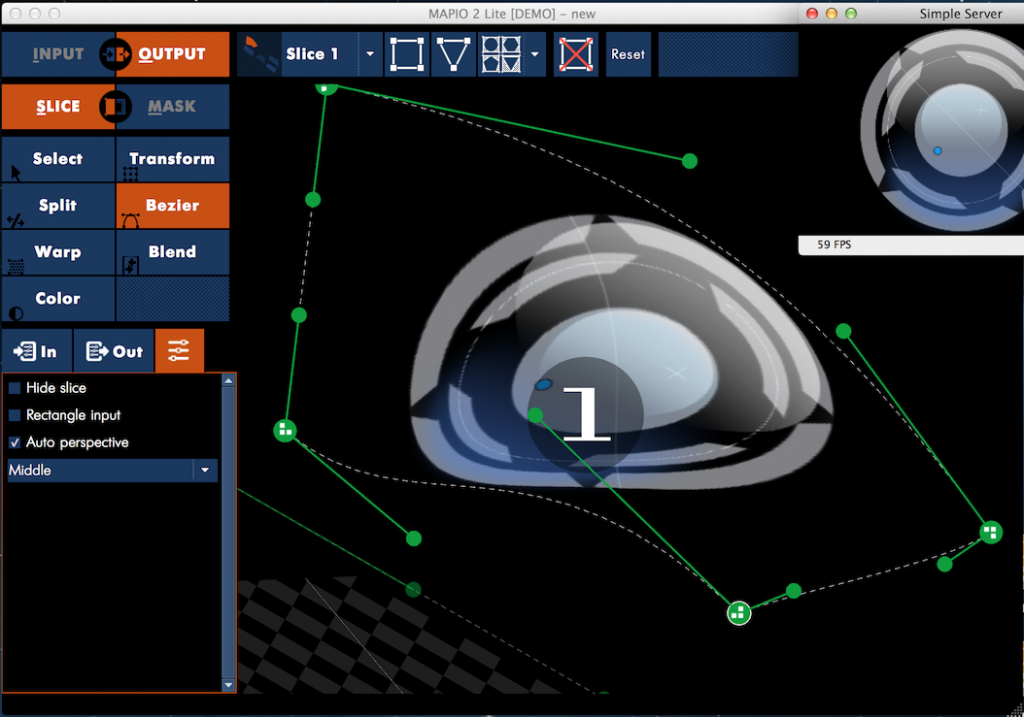 MAPIO 2 Lite [DEMO] – new
Simple Server
INPUT
OUTPUT
Slice 1
Reset
SLICE
MASK
Select
Transform
Split
Bezier
Warp
Blend
Color
59 FPS
In
Out
Hide slice
Rectangle input
Auto perspective
Middle
1